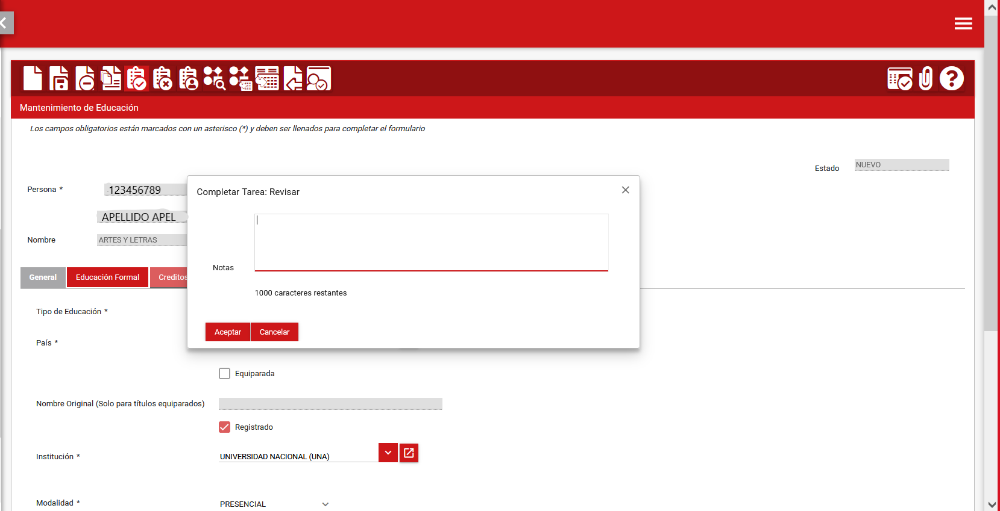 Mantenimiento de Educación
Los campos obligatorios están marcados con un asterisco (*) y deben ser llenados para completar el formulario
Estado NUEVO
Persona * 123456789
APELLIDO APEL
Nombre ARTES Y LETRAS
Completar Tarea: Revisar
Notas
1000 caracteres restantes
Aceptar Cancelar
General Educación Formal Creditos
Tipo de Educación *
País *
Equiparada
Nombre Original (Solo para títulos equiparados)
Registrado
Institución * UNIVERSIDAD NACIONAL (UNA)
Modalidad * PRESENCIAL